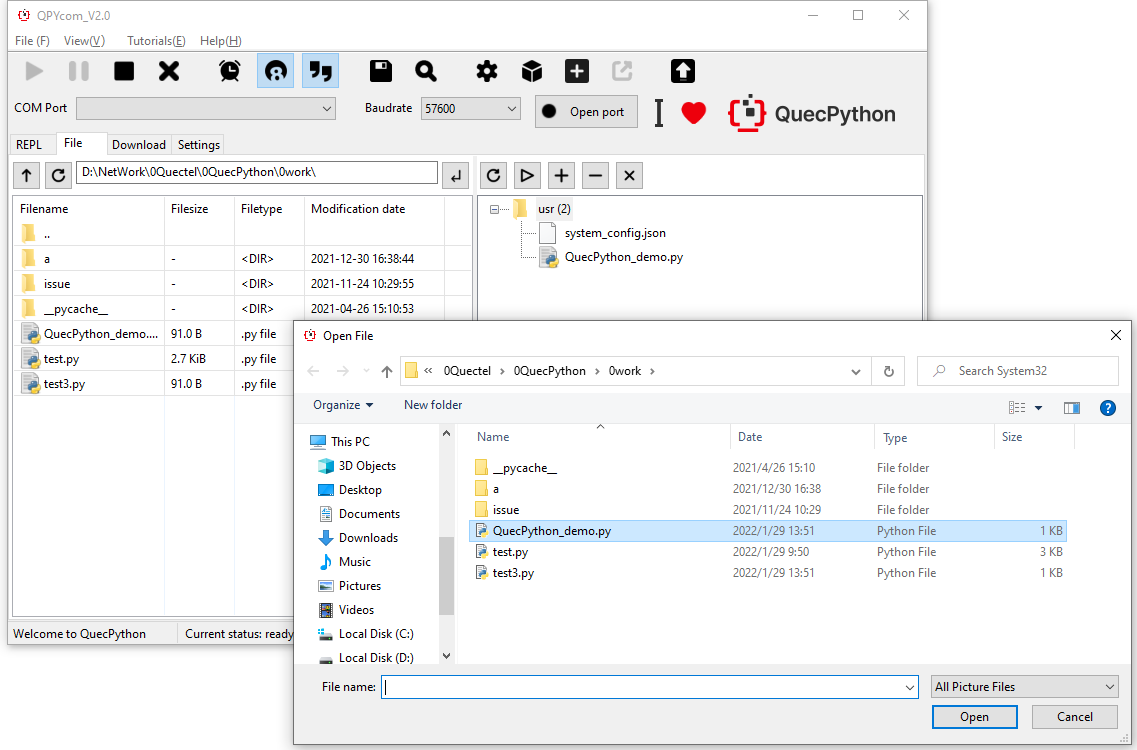 QPYcom_V2.0
File (F) View(V) Tutorials(E) Help(H)
COM Port Baudrate 57600 Open port QuecPython
REPL File Download Settings
D:\NetWork\0Quectel\0QuecPython\0work\
Filename Filesize Filetype Modification date
..
a - <DIR> 2021-12-30 16:38:44
issue - <DIR> 2021-11-24 10:29:55
__pycache__ - <DIR> 2021-04-26 15:10:53
QuecPython_demo.... 91.0 B .py file
test.py 2.7 KiB .py file
test3.py 91.0 B .py file
usr (2)
system_config.json
QuecPython_demo.py
Welcome to QuecPython Current status: ready
Open File
« 0Quectel > 0QuecPython > 0work > Search System32
Organize New folder
This PC
3D Objects
Desktop
Documents
Downloads
Music
Pictures
Videos
Local Disk (C:)
Local Disk (D:)
Name Date Type Size
__pycache__ 2021/4/26 15:10 File folder
a 2021/12/30 16:38 File folder
issue 2021/11/24 10:29 File folder
QuecPython_demo.py 2022/1/29 13:51 Python File 1 KB
test.py 2022/1/29 9:50 Python File 3 KB
test3.py 2022/1/29 13:51 Python File 1 KB
File name: All Picture Files
Open Cancel